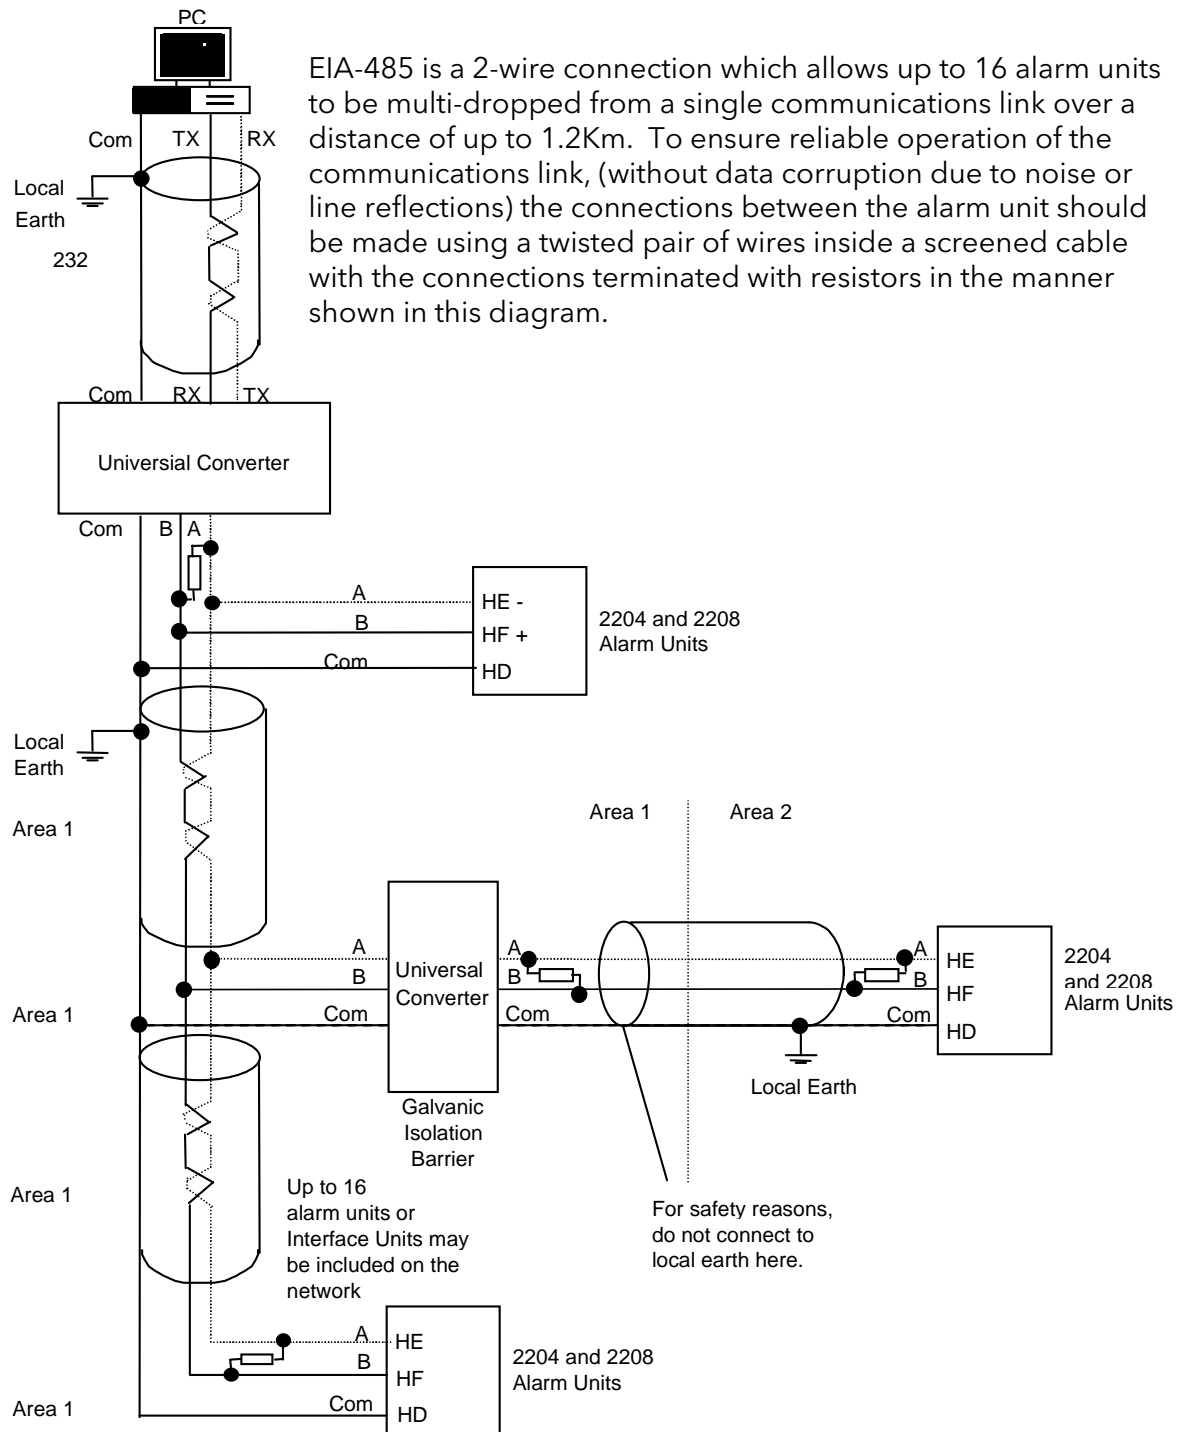 PC
EIA-485 is a 2-wire connection which allows up to 16 alarm units
to be multi-dropped from a single communications link over a
distance of up to 1.2Km. To ensure reliable operation of the
communications link, (without data corruption due to noise or
line reflections) the connections between the alarm unit should
be made using a twisted pair of wires inside a screened cable
with the connections terminated with resistors in the manner
shown in this diagram.
Com TX RX
Local
Earth
232
Com RX TX
Universial Converter
Com B A
A
B
Com
HE -
HF +
HD
2204 and 2208
Alarm Units
Local
Earth
Area 1
Area 1 Area 2
A
B
Com
Universal
Converter
A
B
Com
A
B
Com
HE
HF
HD
2204
and 2208
Alarm Units
Area 1
Local Earth
Galvanic
Isolation
Barrier
Area 1
Up to 16
alarm units or
Interface Units may
be included on the
network
For safety reasons,
do not connect to
local earth here.
A
B
Com
HE
HF
HD
2204 and 2208
Alarm Units
Area 1